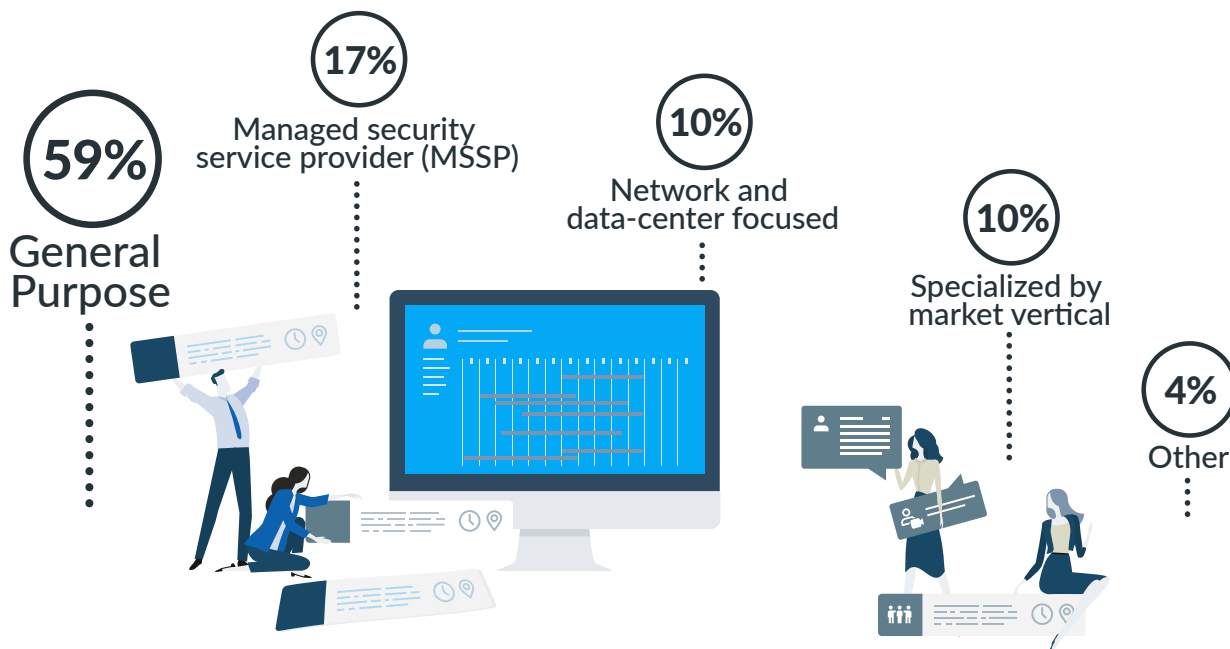 59%
General
Purpose
17%
Managed security
service provider (MSSP)
10%
Network and
data-center focused
10%
Specialized by
market vertical
4%
Other